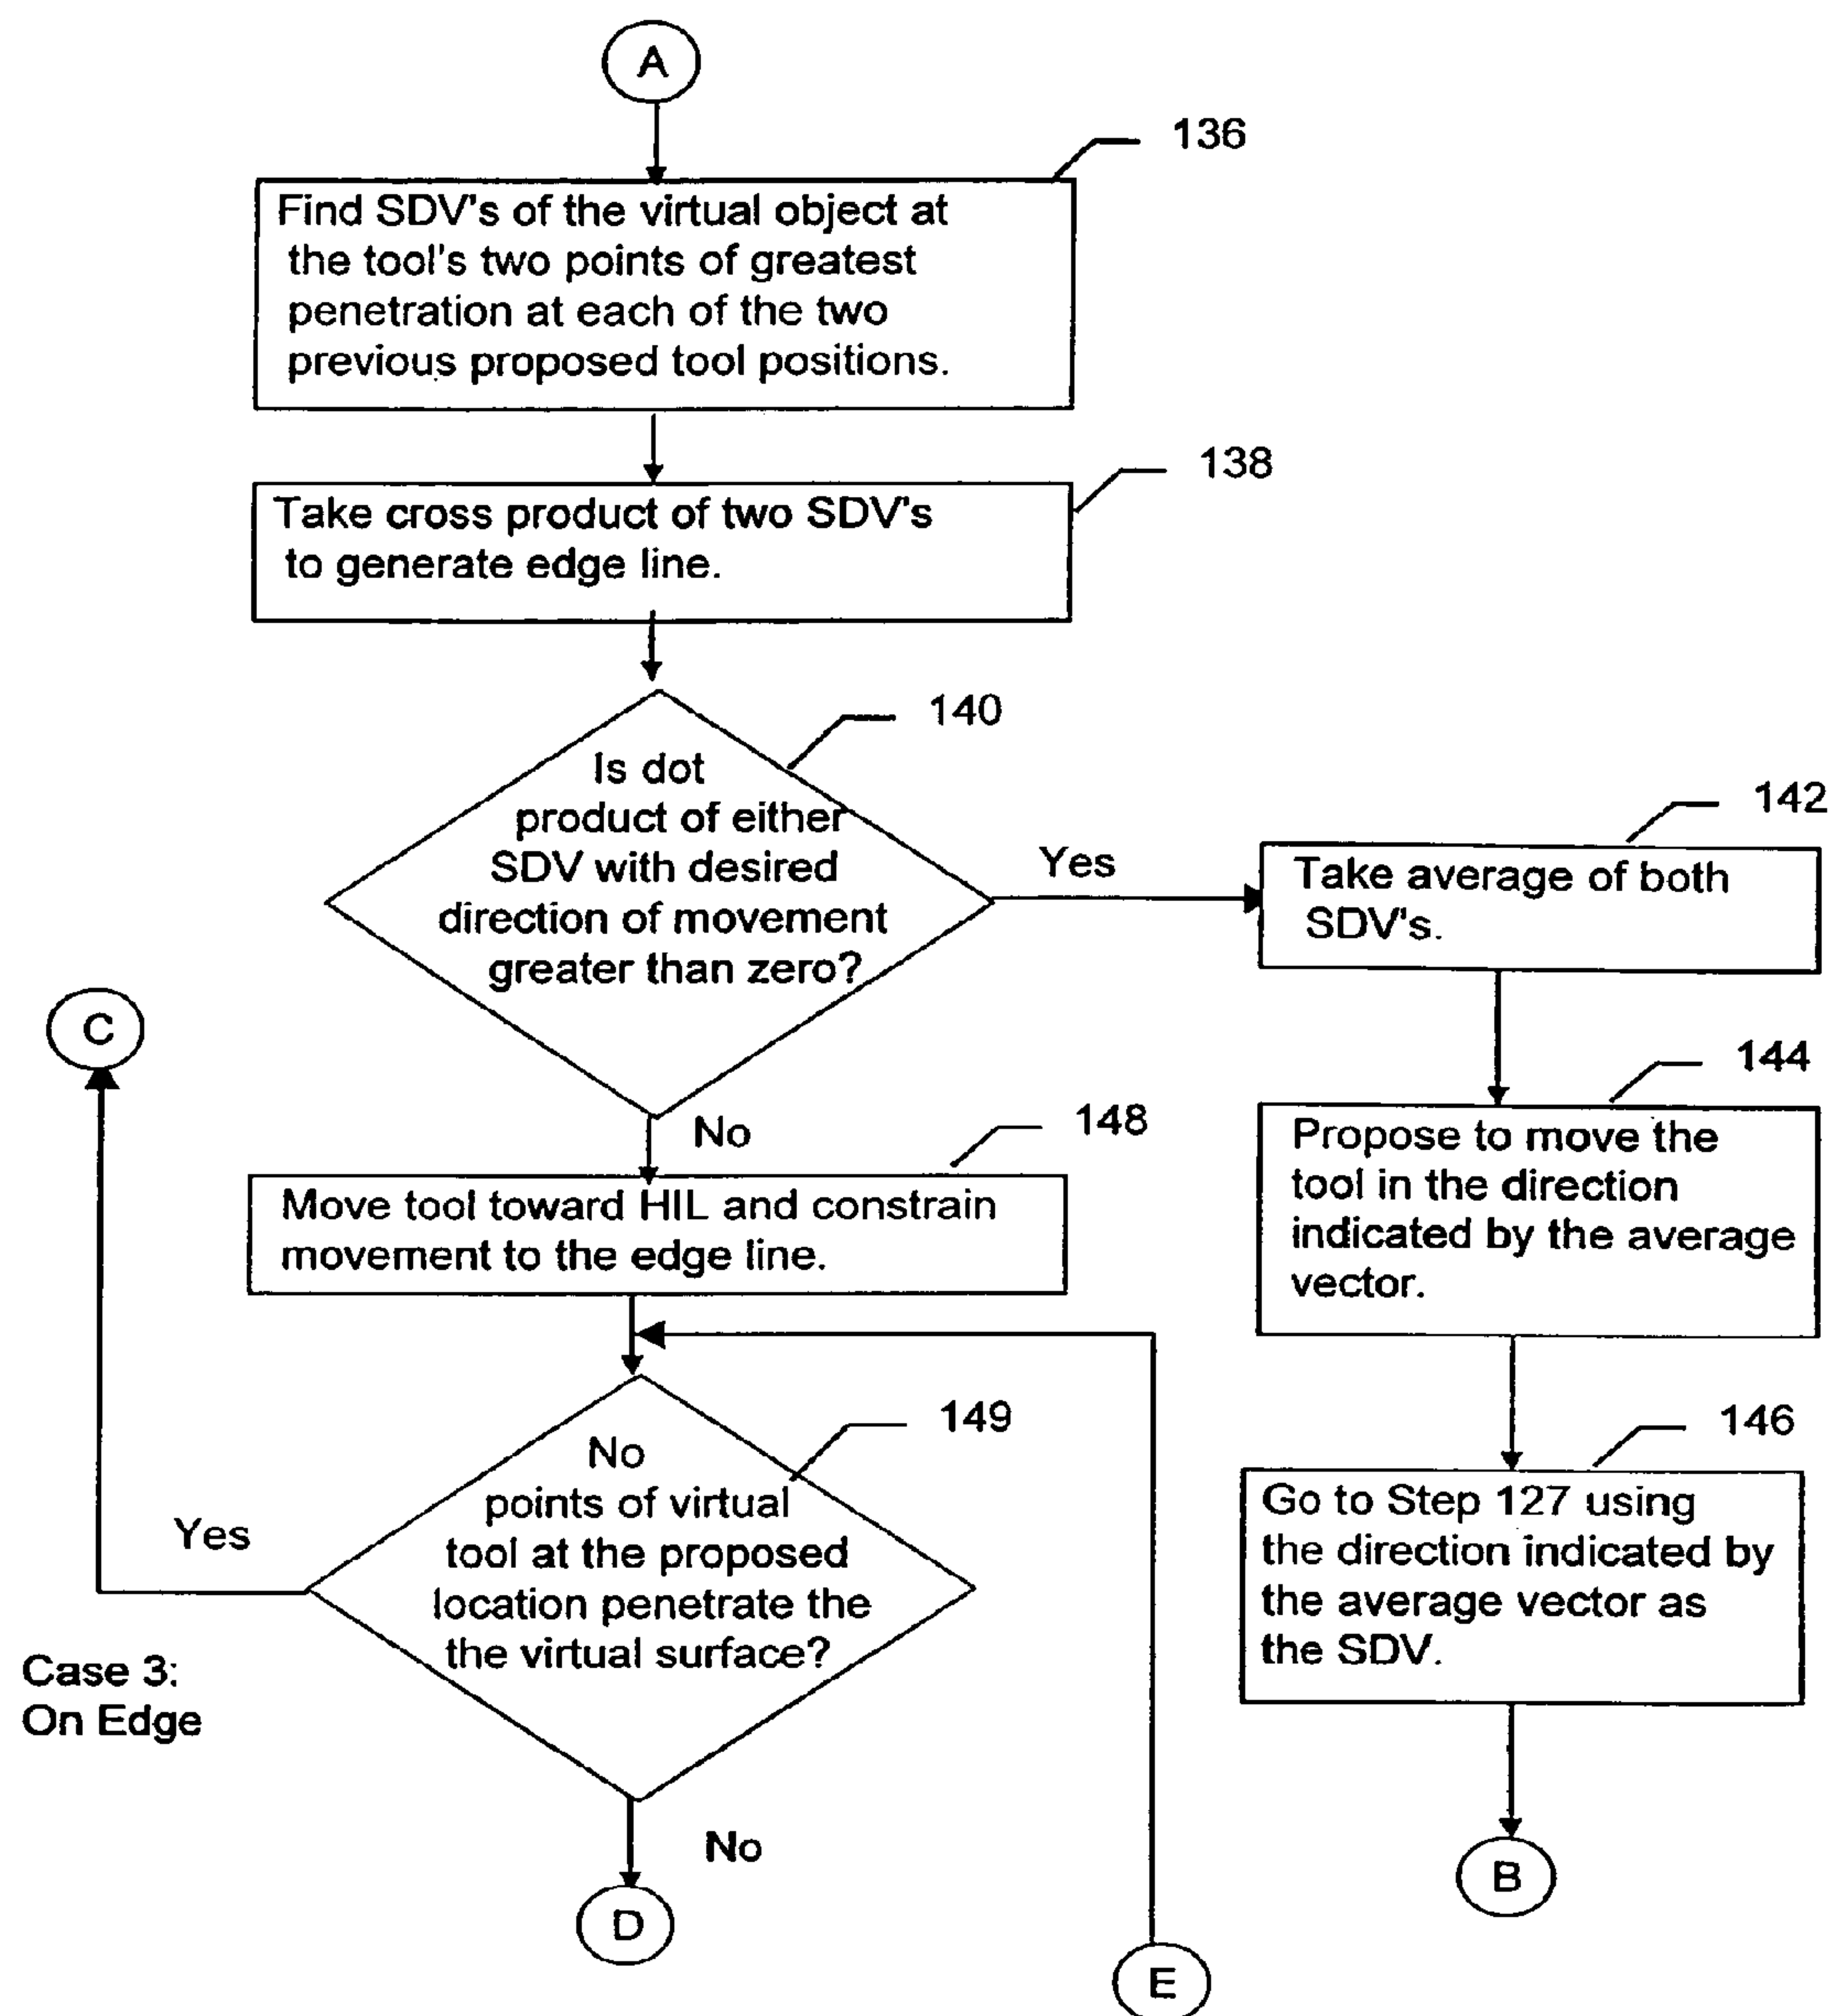 A
136
Find SDV's of the virtual object at
the tool's two points of greatest
penetration at each of the two
previous proposed tool positions.
138
Take cross product of two SDV's
to generate edge line.
140
Is dot
product of either
SDV with desired
direction of movement
greater than zero?
Yes
142
Take average of both
SDV's.
C
144
Propose to move the
tool in the direction
indicated by the average
vector.
No
148
Move tool toward HIL and constrain
movement to the edge line.
149
No
points of virtual
tool at the proposed
location penetrate the
the virtual surface?
Yes
Case 3:
On Edge
146
Go to Step 127 using
the direction indicated by
the average vector as
the SDV.
No
B
D
E